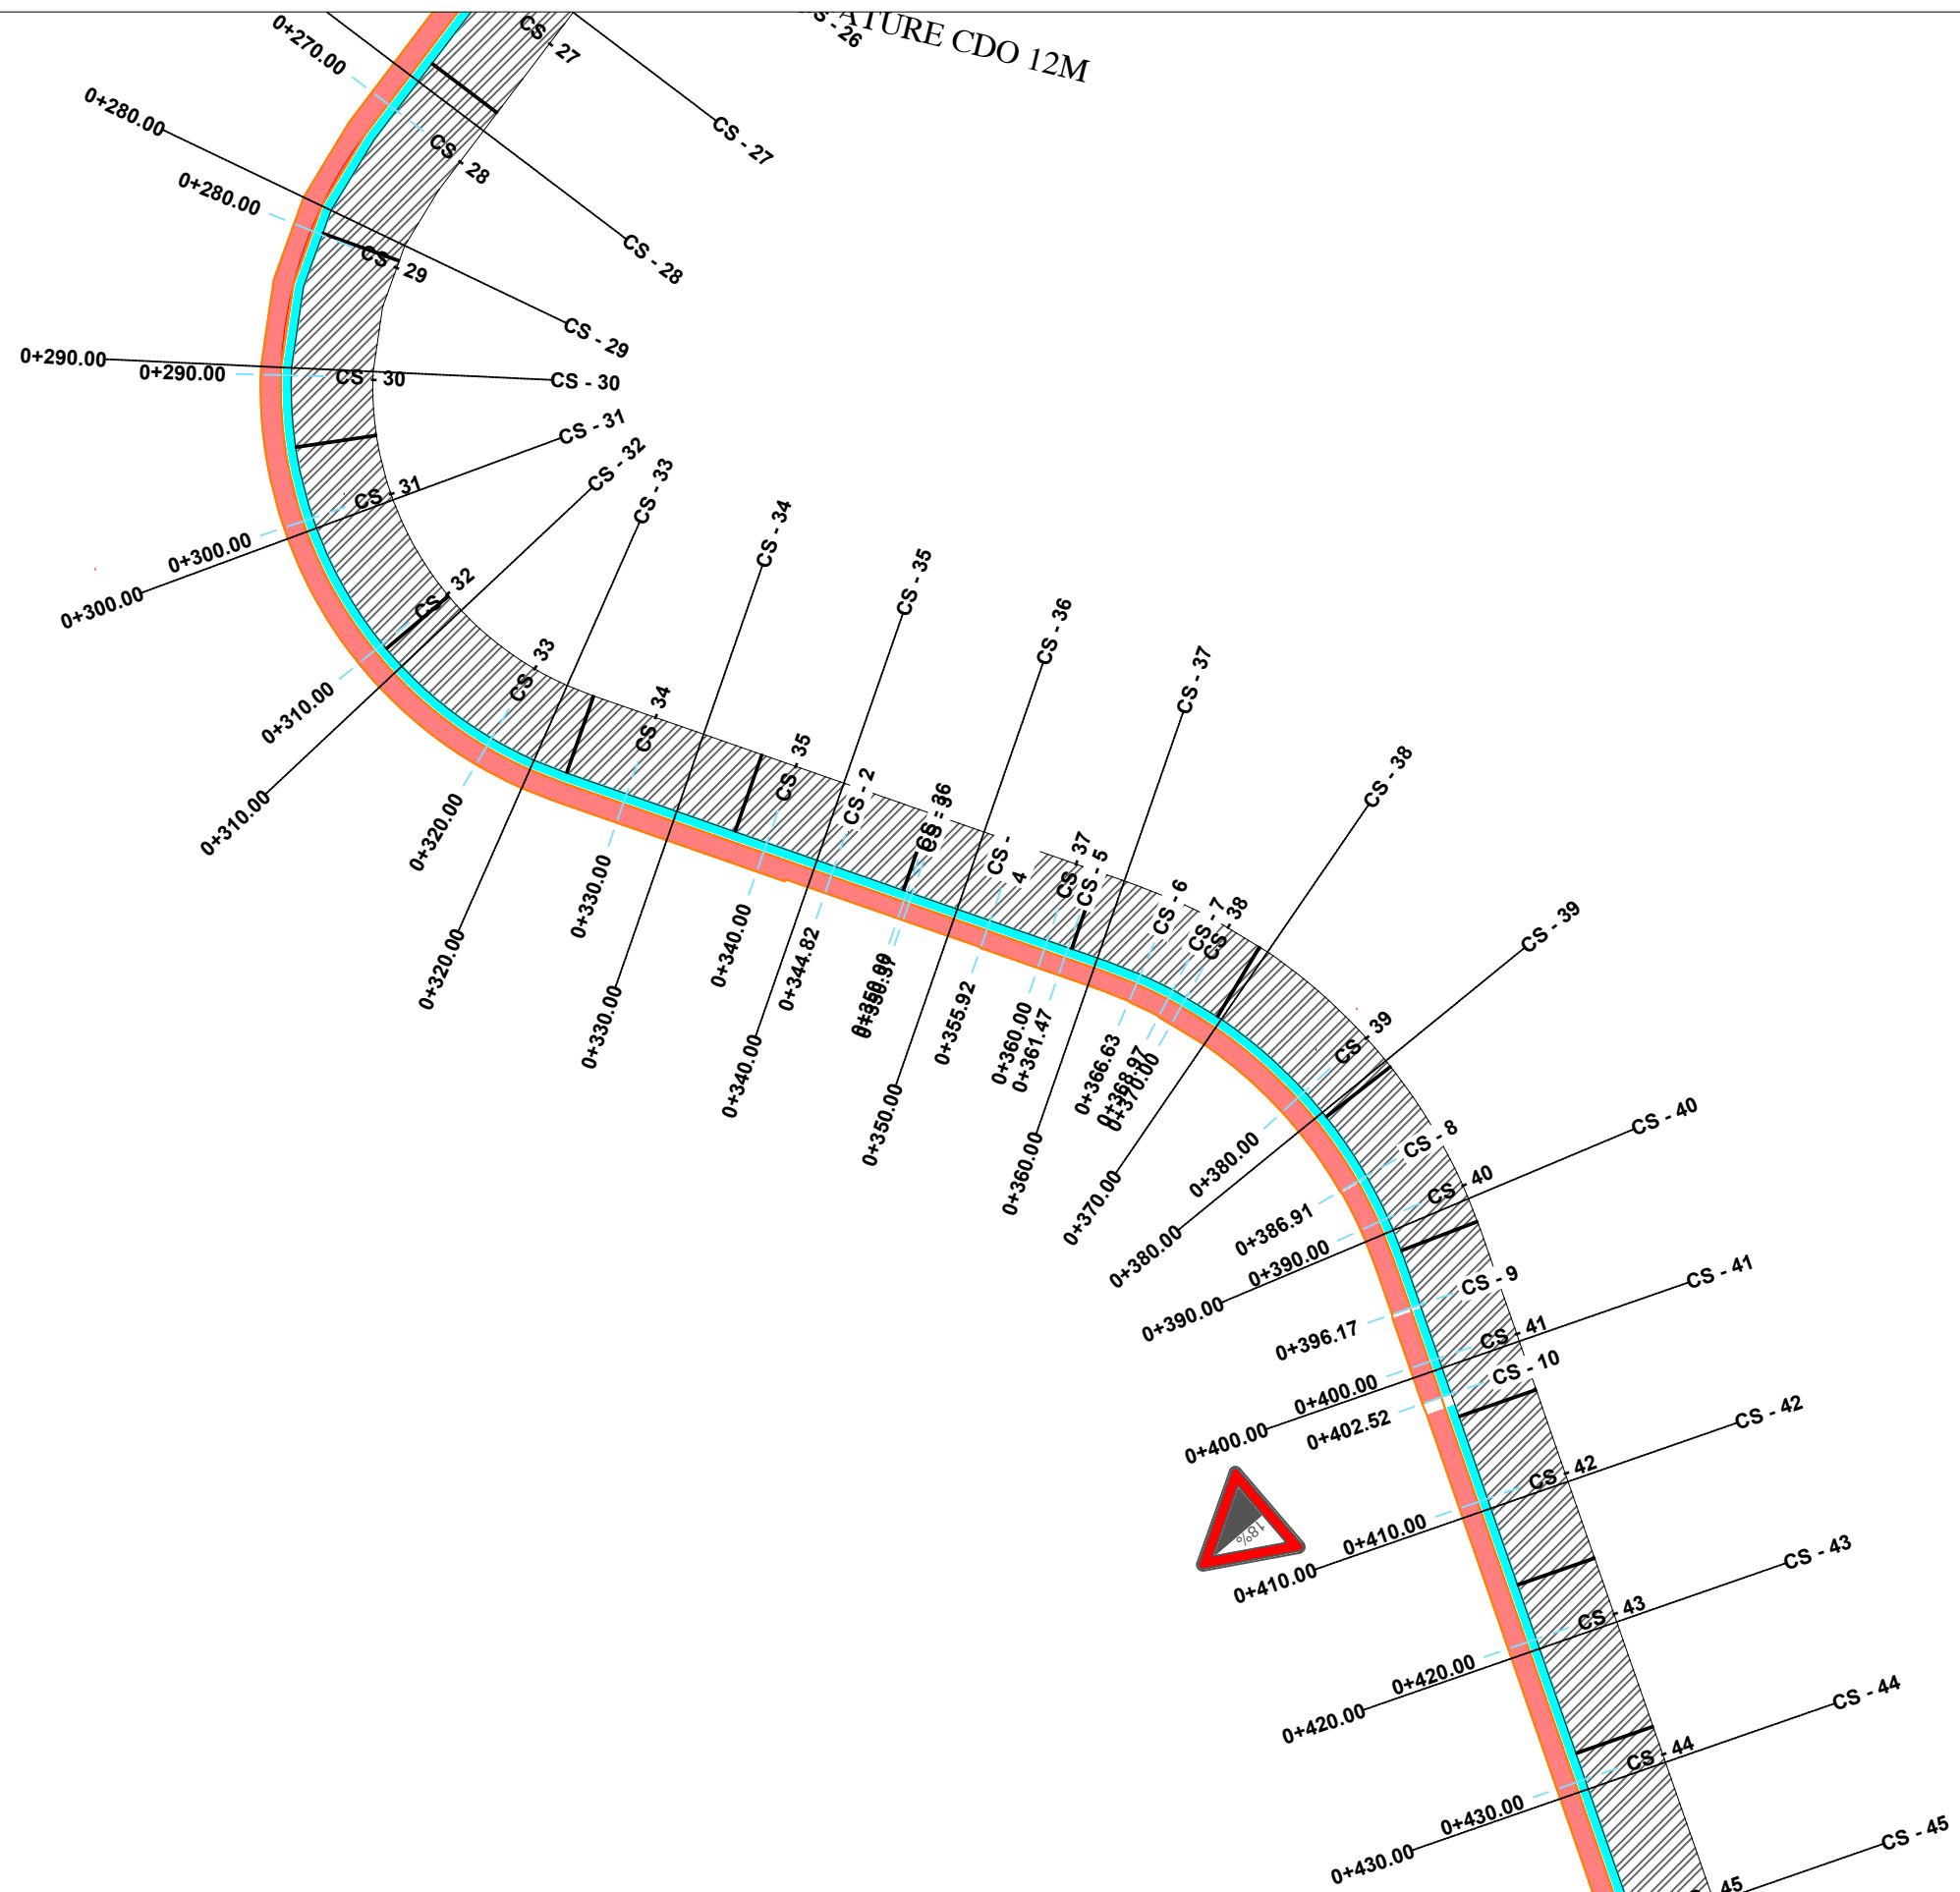 CS - 26
ATURE CDO 12M
0+270.00
CS - 27
CS - 27
0+280.00
CS - 28
CS - 28
0+280.00
CS - 29
CS - 29
0+290.00
0+290.00
CS - 30
CS - 30
CS - 31
CS - 31
0+300.00
0+300.00
CS - 32
CS - 32
0+310.00
0+310.00
CS - 33
CS - 33
0+320.00
0+320.00
CS - 34
CS - 34
0+330.00
0+330.00
CS - 35
CS - 35
0+340.00
0+340.00
CS - 2
0+344.82
CS - 36
CS - 36
0+350.00
0+350.00
CS -
4
0+355.92
CS - 37
CS - 37
0+360.00
0+360.00
CS - 5
0+361.47
CS - 6
0+366.63
CS - 7
0+368.97
CS - 38
CS - 38
0+370.00
0+370.00
CS - 39
CS - 39
0+380.00
0+380.00
CS - 8
0+386.91
CS - 40
CS - 40
0+390.00
0+390.00
CS - 9
0+396.17
CS - 41
CS - 41
0+400.00
0+400.00
CS - 10
0+402.52
CS - 42
CS - 42
0+410.00
0+410.00
18%
CS - 43
CS - 43
0+420.00
0+420.00
CS - 44
CS - 44
0+430.00
0+430.00
CS - 45
45